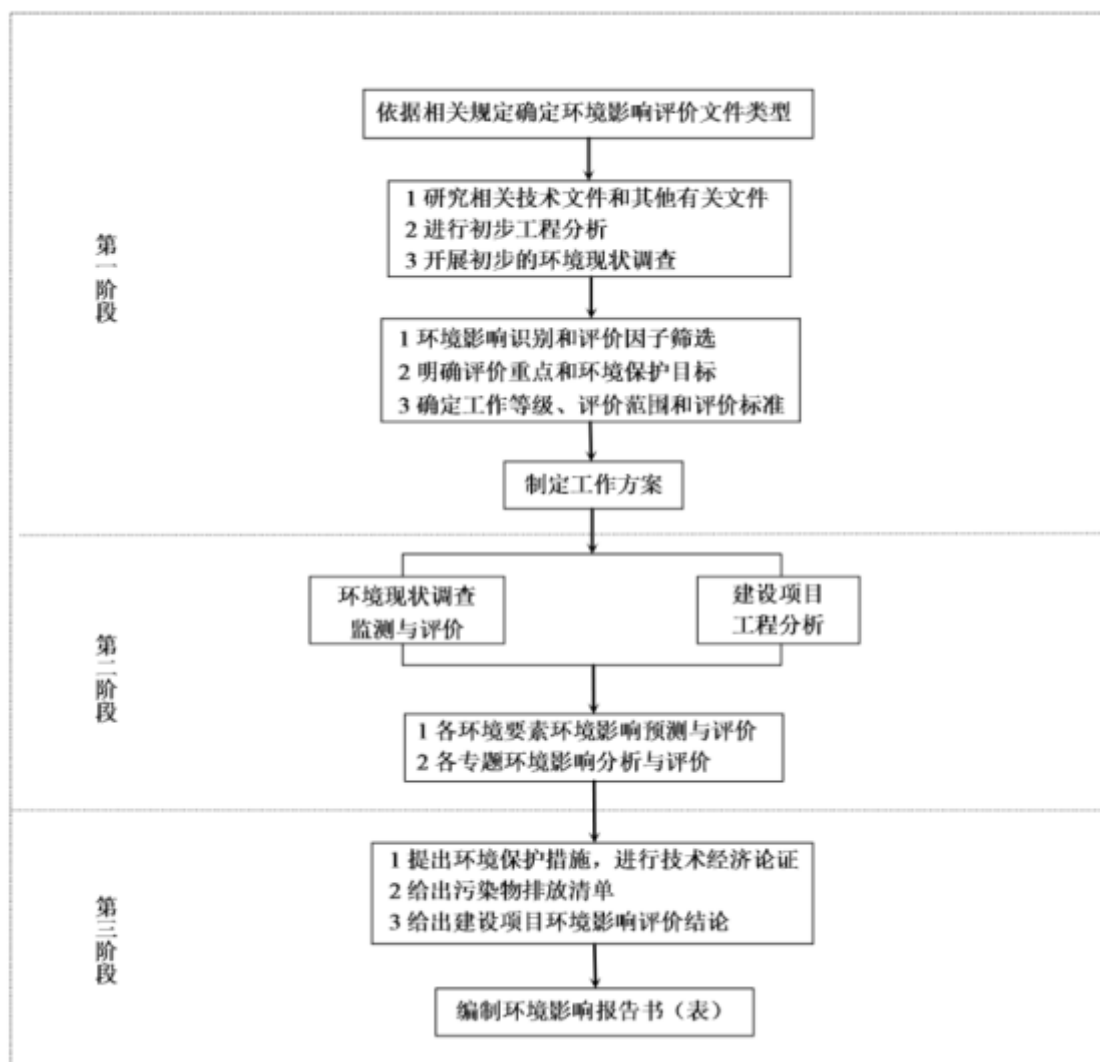 依据相关规定确定环境影响评价文件类型
1 研究相关技术文件和其他有关文件
2 进行初步工程分析
3 开展初步的环境现状调查
第一阶段
1 环境影响识别和评价因子筛选
2 明确评价重点和环境保护目标
3 确定工作等级、评价范围和评价标准
制定工作方案
环境现状调查
监测与评价
建设项目
工程分析
第二阶段
1 各环境要素环境影响预测与评价
2 各专题环境影响分析与评价
1 提出环境保护措施，进行技术经济论证
2 给出污染物排放清单
3 给出建设项目环境影响评价结论
第三阶段
编制环境影响报告书（表）